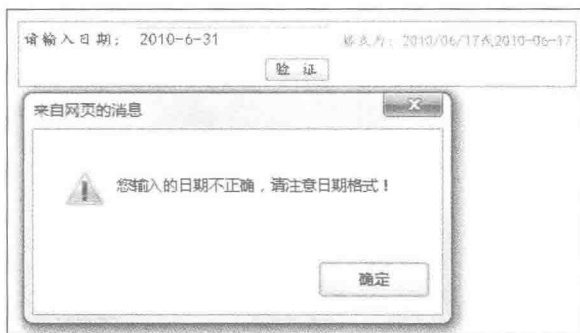 请输入日期： 2010-6-31 格式为：2010/06/17或2010-06-17
验 证
来自网页的消息
您输入的日期不正确，请注意日期格式！
确定